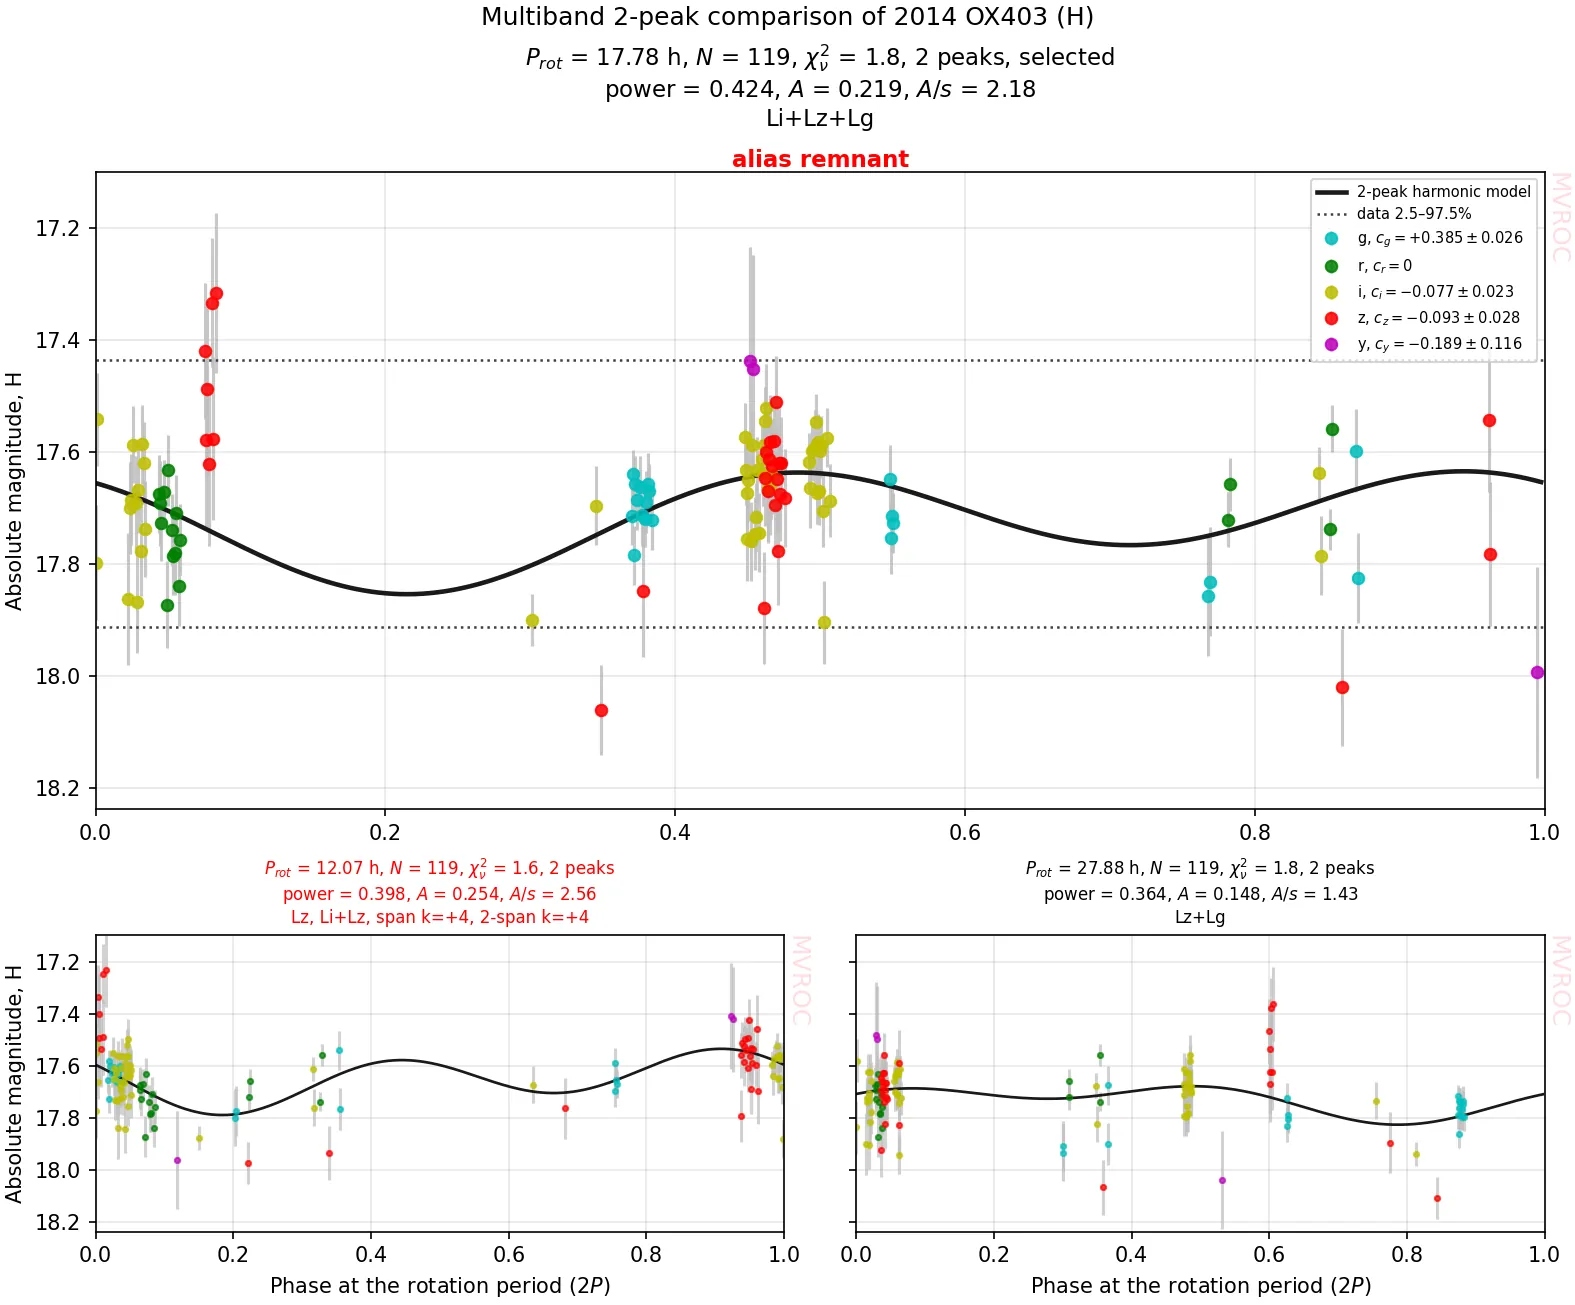 Multiband 2-peak comparison of 2014 OX403 (H)
P_rot = 17.78 h, N = 119, χ²_ν = 1.8, 2 peaks, selected
power = 0.424, A = 0.219, A/s = 2.18
Li+Lz+Lg
alias remnant
2-peak harmonic model
data 2.5–97.5%
g, c_g = +0.385 ± 0.026
r, c_r = 0
i, c_i = −0.077 ± 0.023
z, c_z = −0.093 ± 0.028
y, c_y = −0.189 ± 0.116
MVROC
Absolute magnitude, H
17.2
17.4
17.6
17.8
18.0
18.2
0.0 0.2 0.4 0.6 0.8 1.0
P_rot = 12.07 h, N = 119, χ²_ν = 1.6, 2 peaks
power = 0.398, A = 0.254, A/s = 2.56
Lz, Li+Lz, span k=+4, 2-span k=+4
MVROC
Absolute magnitude, H
17.2
17.4
17.6
17.8
18.0
18.2
0.0 0.2 0.4 0.6 0.8 1.0
Phase at the rotation period (2P)
P_rot = 27.88 h, N = 119, χ²_ν = 1.8, 2 peaks
power = 0.364, A = 0.148, A/s = 1.43
Lz+Lg
MVROC
0.0 0.2 0.4 0.6 0.8 1.0
Phase at the rotation period (2P)